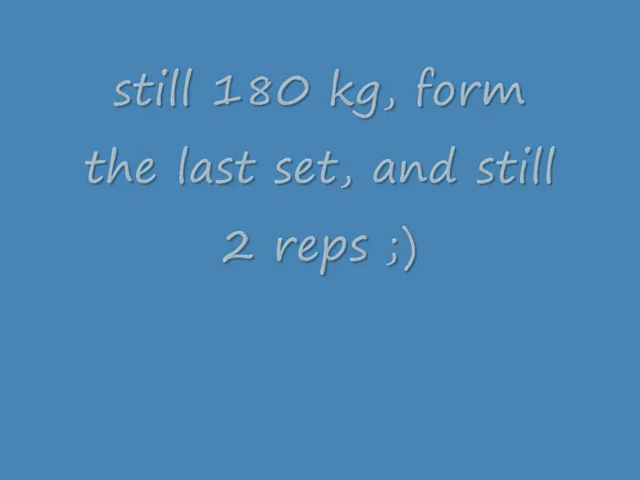 still 180 kg, form
the last set, and still
2 reps ;)